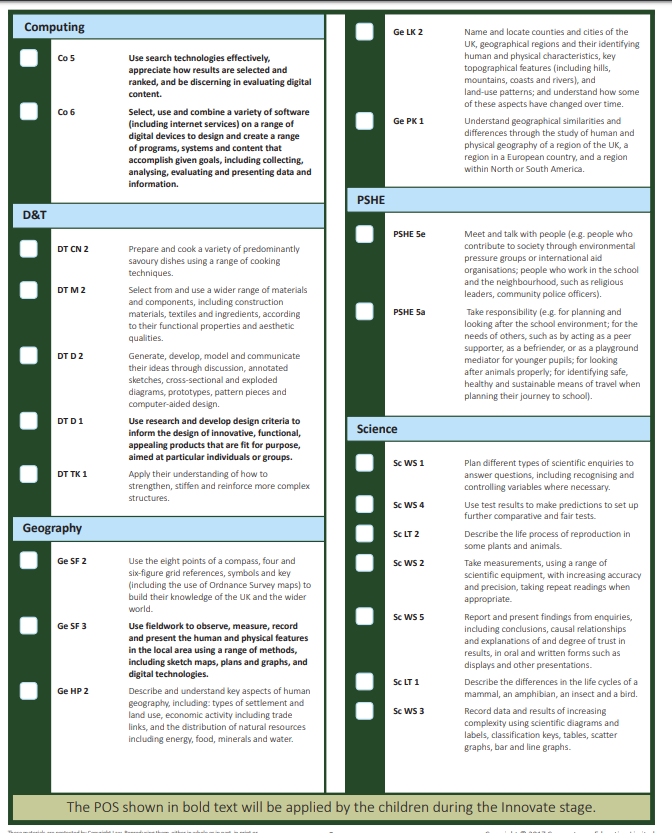 Computing
Co 5 Use search technologies effectively,
appreciate how results are selected and
ranked, and be discerning in evaluating digital
content.
Co 6 Select, use and combine a variety of software
(including internet services) on a range of
digital devices to design and create a range
of programs, systems and content that
accomplish given goals, including collecting,
analysing, evaluating and presenting data and
information.
D&T
DT CN 2 Prepare and cook a variety of predominantly
savoury dishes using a range of cooking
techniques.
DT M 2 Select from and use a wider range of materials
and components, including construction
materials, textiles and ingredients, according
to their functional properties and aesthetic
qualities.
DT D 2 Generate, develop, model and communicate
their ideas through discussion, annotated
sketches, cross-sectional and exploded
diagrams, prototypes, pattern pieces and
computer-aided design.
DT D 1 Use research and develop design criteria to
inform the design of innovative, functional,
appealing products that are fit for purpose,
aimed at particular individuals or groups.
DT TK 1 Apply their understanding of how to
strengthen, stiffen and reinforce more complex
structures.
Geography
Ge SF 2 Use the eight points of a compass, four and
six-figure grid references, symbols and key
(including the use of Ordnance Survey maps) to
build their knowledge of the UK and the wider
world.
Ge SF 3 Use fieldwork to observe, measure, record
and present the human and physical features
in the local area using a range of methods,
including sketch maps, plans and graphs, and
digital technologies.
Ge HP 2 Describe and understand key aspects of human
geography, including: types of settlement and
land use, economic activity including trade
links, and the distribution of natural resources
including energy, food, minerals and water.
Ge LK 2 Name and locate counties and cities of the
UK, geographical regions and their identifying
human and physical characteristics, key
topographical features (including hills,
mountains, coasts and rivers), and
land-use patterns; and understand how some
of these aspects have changed over time.
Ge PK 1 Understand geographical similarities and
differences through the study of human and
physical geography of a region of the UK, a
region in a European country, and a region
within North or South America.
PSHE
PSHE 5e Meet and talk with people (e.g. people who
contribute to society through environmental
pressure groups or international aid
organisations; people who work in the school
and the neighbourhood, such as religious
leaders, community police officers).
PSHE 5a Take responsibility (e.g. for planning and
looking after the school environment; for the
needs of others, such as by acting as a peer
supporter, as a befriender, or as a playground
mediator for younger pupils; for looking
after animals properly; for identifying safe,
healthy and sustainable means of travel when
planning their journey to school).
Science
Sc WS 1 Plan different types of scientific enquiries to
answer questions, including recognising and
controlling variables where necessary.
Sc WS 4 Use test results to make predictions to set up
further comparative and fair tests.
Sc LT 2 Describe the life process of reproduction in
some plants and animals.
Sc WS 2 Take measurements, using a range of
scientific equipment, with increasing accuracy
and precision, taking repeat readings when
appropriate.
Sc WS 5 Report and present findings from enquiries,
including conclusions, causal relationships
and explanations of and degree of trust in
results, in oral and written forms such as
displays and other presentations.
Sc LT 1 Describe the differences in the life cycles of a
mammal, an amphibian, an insect and a bird.
Sc WS 3 Record data and results of increasing
complexity using scientific diagrams and
labels, classification keys, tables, scatter
graphs, bar and line graphs.
The POS shown in bold text will be applied by the children during the Innovate stage.